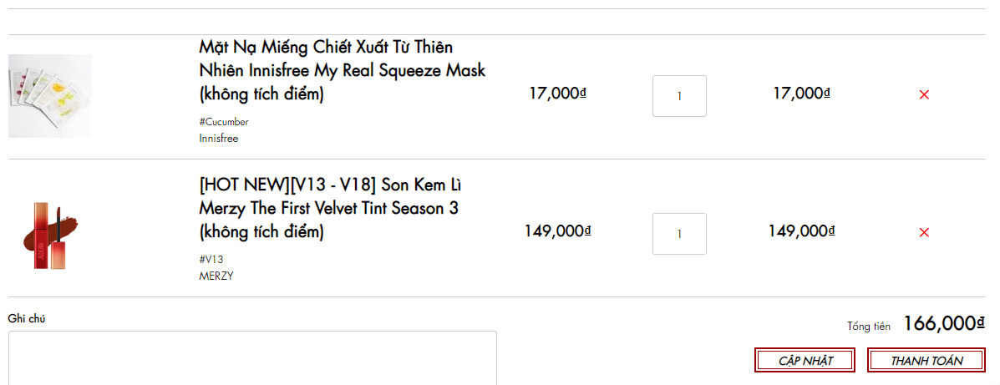 Mặt Nạ Miếng Chiết Xuất Từ Thiên
Nhiên Innisfree My Real Squeeze Mask
(không tích điểm)
#Cucumber
Innisfree
17,000₫
1
17,000₫
[HOT NEW][V13 - V18] Son Kem Lì
Merzy The First Velvet Tint Season 3
(không tích điểm)
#V13
MERZY
149,000₫
1
149,000₫
Ghi chú
Tổng tiền 166,000₫
CẬP NHẬT
THANH TOÁN